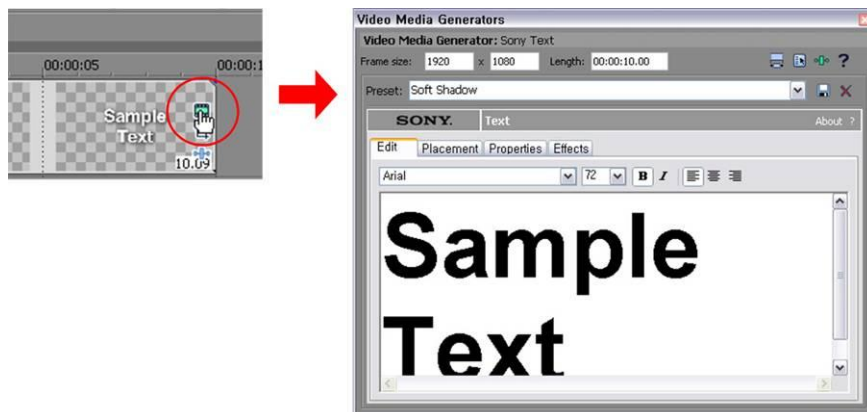 00:00:05
00:00:1
Sample
Text
10.09
Video Media Generators
Video Media Generator: Sony Text
Frame size: 1920 x 1080 Length: 00:00:10.00
Preset: Soft Shadow
SONY. Text About ?
Edit Placement Properties Effects
Arial 72 B I
Sample
Text